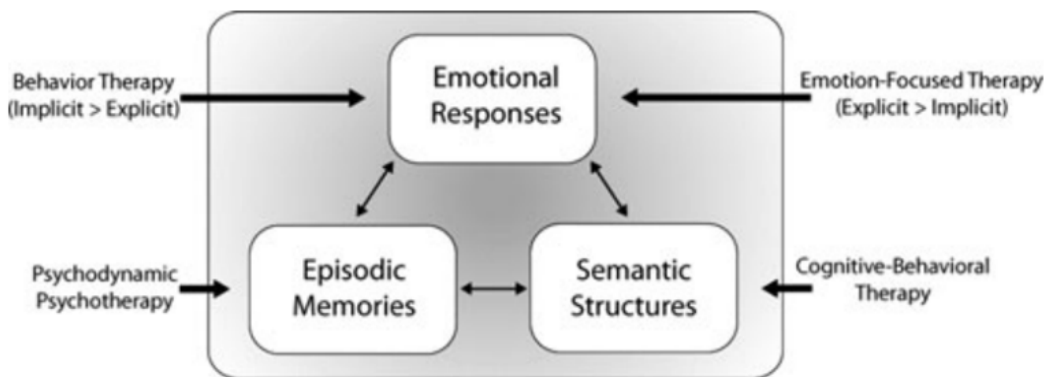 Behavior Therapy
(Implicit > Explicit)
Emotional
Responses
Emotion-Focused Therapy
(Explicit > Implicit)
Psychodynamic
Psychotherapy
Episodic
Memories
Semantic
Structures
Cognitive-Behavioral
Therapy